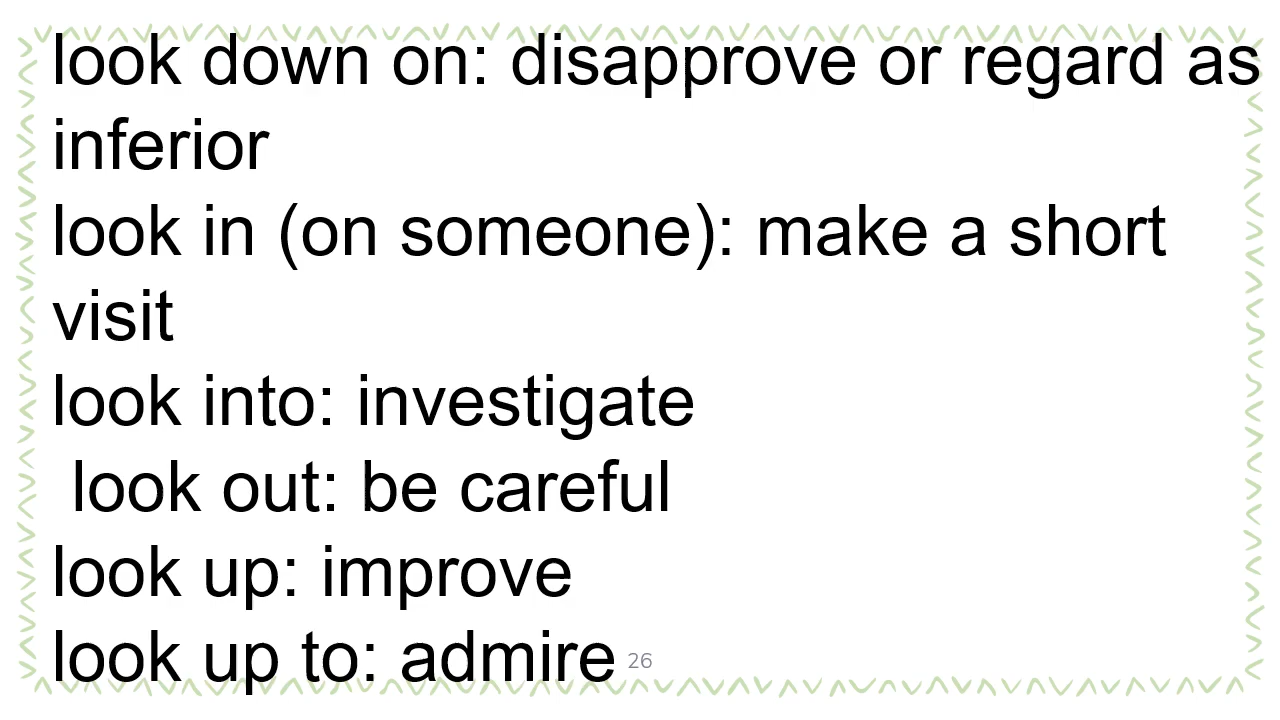 look down on: disapprove or regard as
inferior
look in (on someone): make a short
visit
look into: investigate
look out: be careful
look up: improve
look up to: admire
26